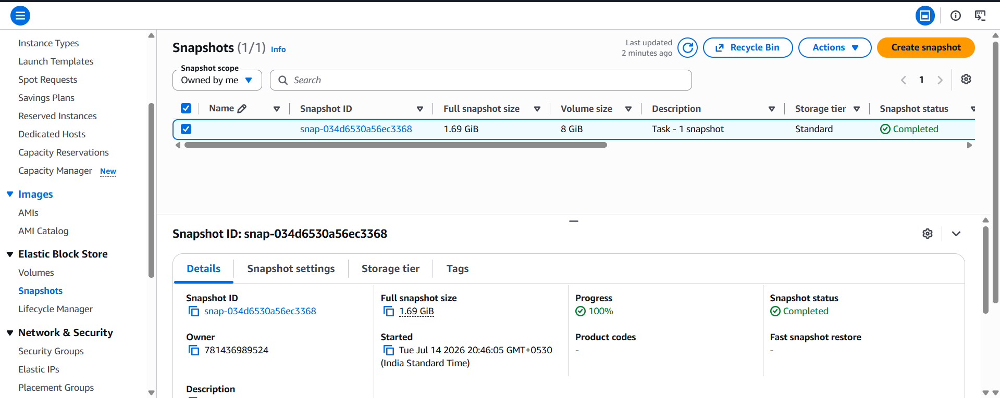 Instance Types
Launch Templates
Spot Requests
Savings Plans
Reserved Instances
Dedicated Hosts
Capacity Reservations
Capacity Manager New
Images
AMIs
AMI Catalog
Elastic Block Store
Volumes
Snapshots
Lifecycle Manager
Network & Security
Security Groups
Elastic IPs
Placement Groups
Snapshots (1/1) Info
Last updated
2 minutes ago
Recycle Bin
Actions
Create snapshot
Snapshot scope
Owned by me
Search
1
Name Snapshot ID Full snapshot size Volume size Description Storage tier Snapshot status
snap-034d6530a56ec3368 1.69 GiB 8 GiB Task - 1 snapshot Standard Completed
Snapshot ID: snap-034d6530a56ec3368
Details Snapshot settings Storage tier Tags
Snapshot ID
snap-034d6530a56ec3368
Full snapshot size
1.69 GiB
Progress
100%
Snapshot status
Completed
Owner
781436989524
Started
Tue Jul 14 2026 20:46:05 GMT+0530
(India Standard Time)
Product codes
-
Fast snapshot restore
-
Description